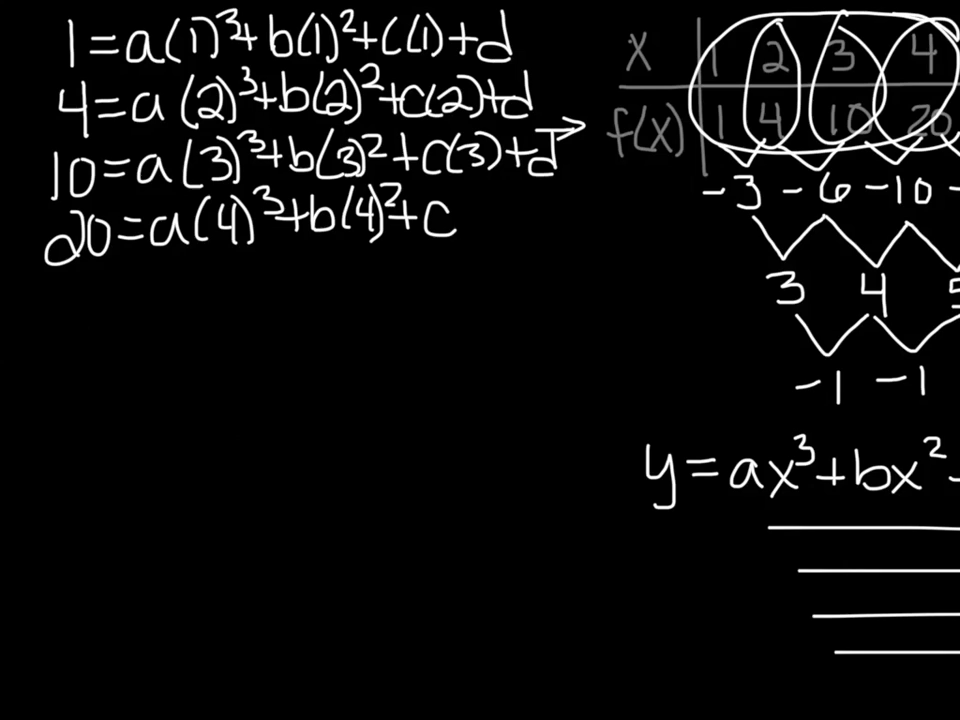 1=a(1)³+b(1)²+c(1)+d
4=a(2)³+b(2)²+c(2)+d
10=a(3)³+b(3)²+c(3)+d
20=a(4)³+b(4)²+c
x 1 2 3 4
f(x) 1 4 10 20
-3 -6 -10 -
3 4 5
-1 -1
y=ax³+bx²-